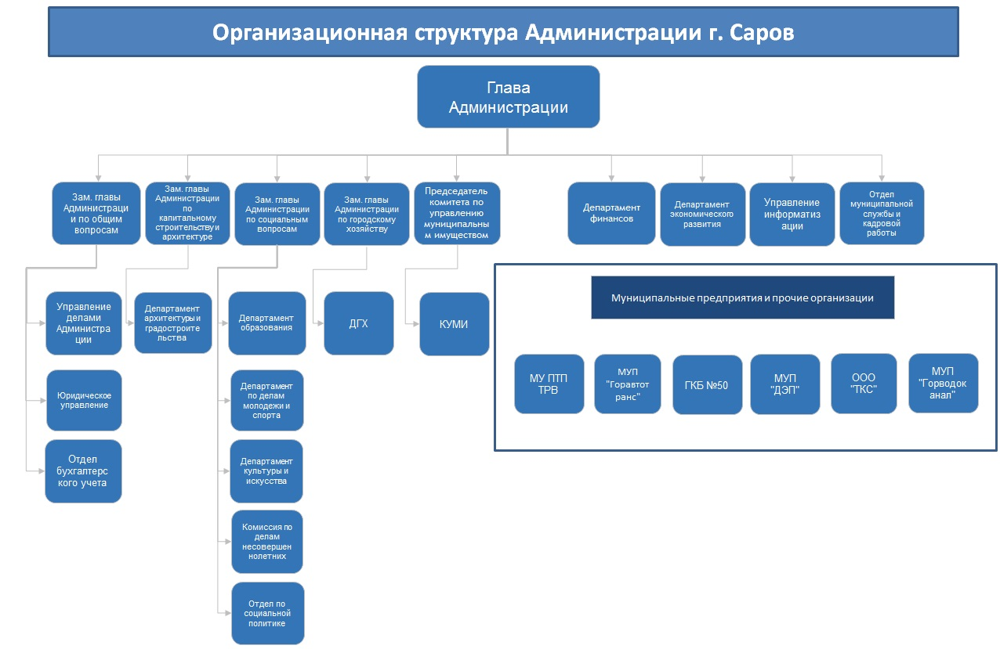 Организационная структура Администрации г. Саров
Глава
Администрации
Зам. главы
Администраци
и по общим
вопросам
Зам. главы
Администрации
по
капитальному
строительству и
архитектуре
Зам. главы
Администрации
по социальным
вопросам
Зам. главы
Администрации
по городскому
хозяйству
Председатель
комитета по
управлению
муниципальны
м имуществом
Департамент
финансов
Департамент
экономического
развития
Управление
информатиз
ации
Отдел
муниципальной
службы и
кадровой
работы
Управление
делами
Администра
ции
Юридическое
управление
Отдел
бухгалтерс
кого учета
Департамент
архитектуры и
градостроите
льства
Департамент
образования
Департамент
по делам
молодежи и
спорта
Департамент
культуры и
искусства
Комиссия по
делам
несовершен
нолетних
Отдел по
социальной
политике
ДГХ
КУМИ
Муниципальные предприятия и прочие организации
МУ ПТП
ТРВ
МУП
"Горавтот
ранс"
ГКБ №50
МУП
"ДЭП"
ООО
"ТКС"
МУП
"Горводок
анал"